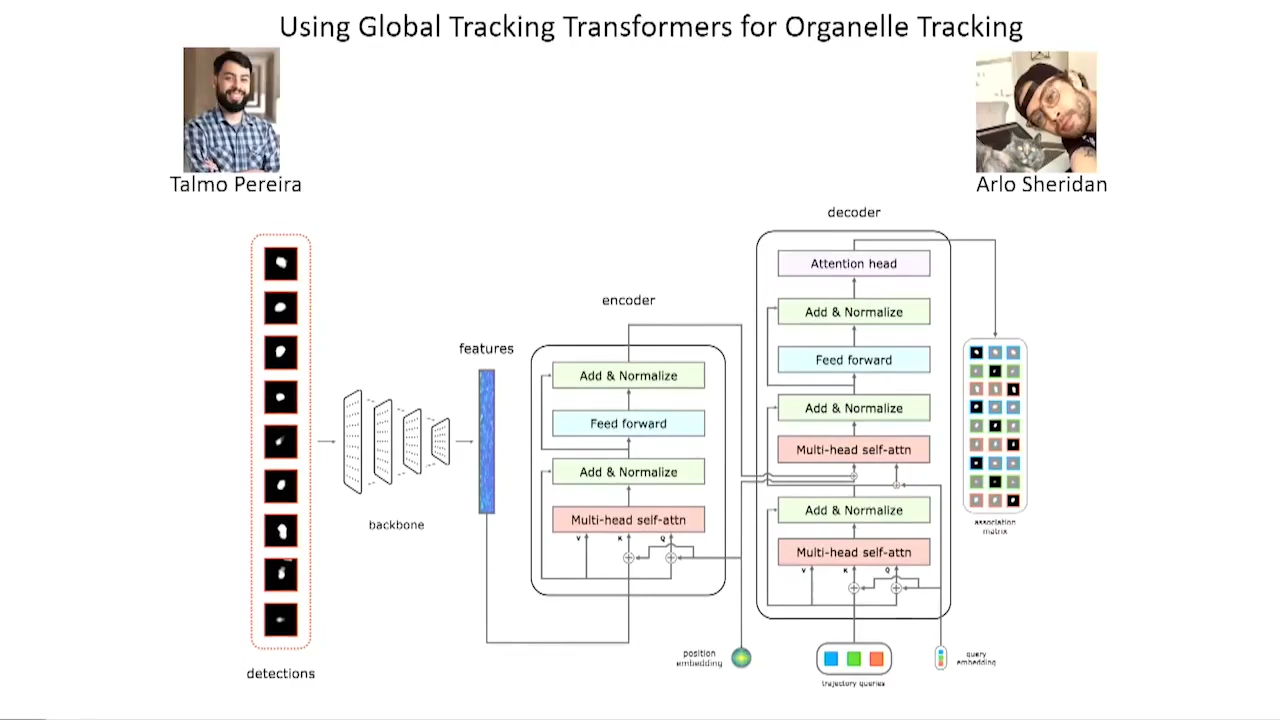 Using Global Tracking Transformers for Organelle Tracking
Talmo Pereira
Arlo Sheridan
detections
backbone
features
encoder
Add & Normalize
Feed forward
Add & Normalize
Multi-head self-attn
V
K
Q
position
embedding
decoder
Attention head
Add & Normalize
Feed forward
Add & Normalize
Multi-head self-attn
Add & Normalize
Multi-head self-attn
V
K
Q
trajectory queries
query
embedding
association
matrix